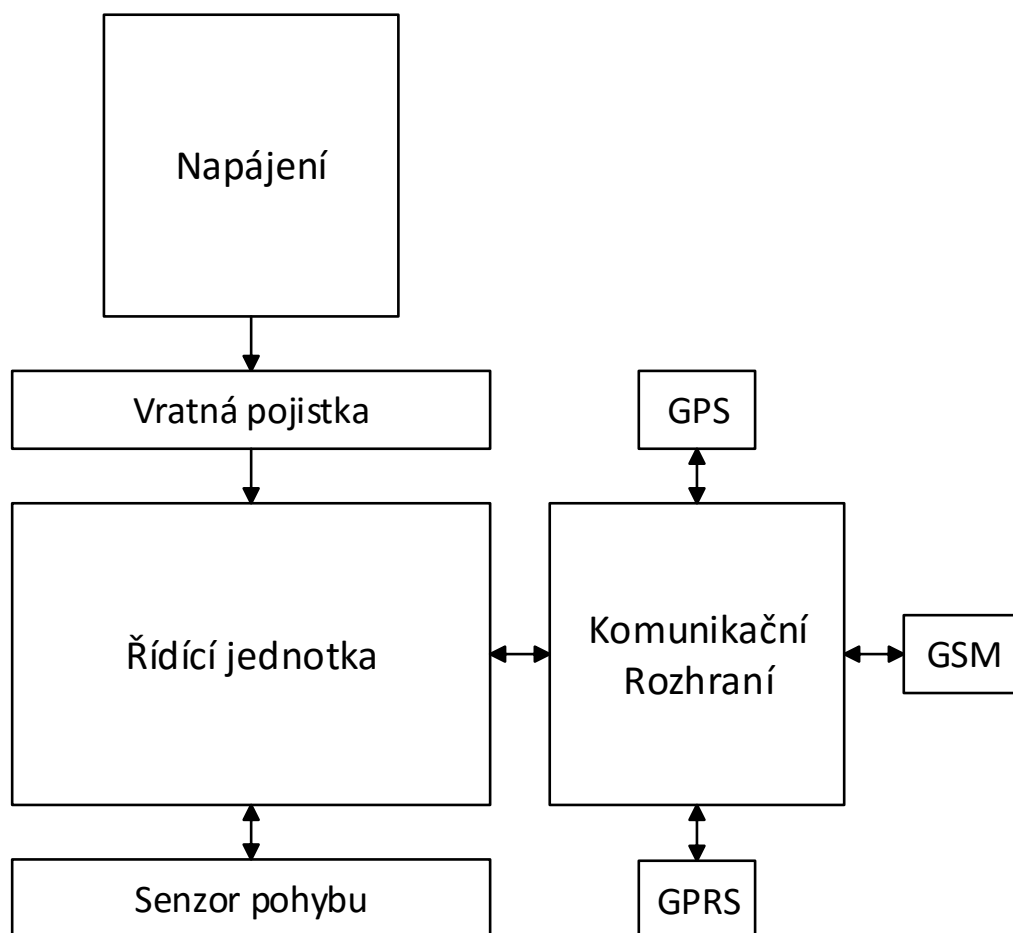 Napájení
Vratná pojistka
GPS
Řídící jednotka
Komunikační
Rozhraní
GSM
Senzor pohybu
GPRS